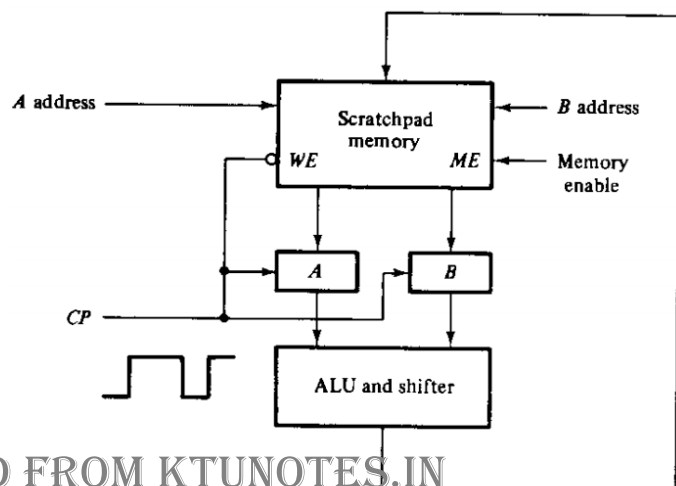 A address
Scratchpad
memory
B address
WE
ME
Memory
enable
A
B
CP
ALU and shifter
D FROM KTUNOTES.IN